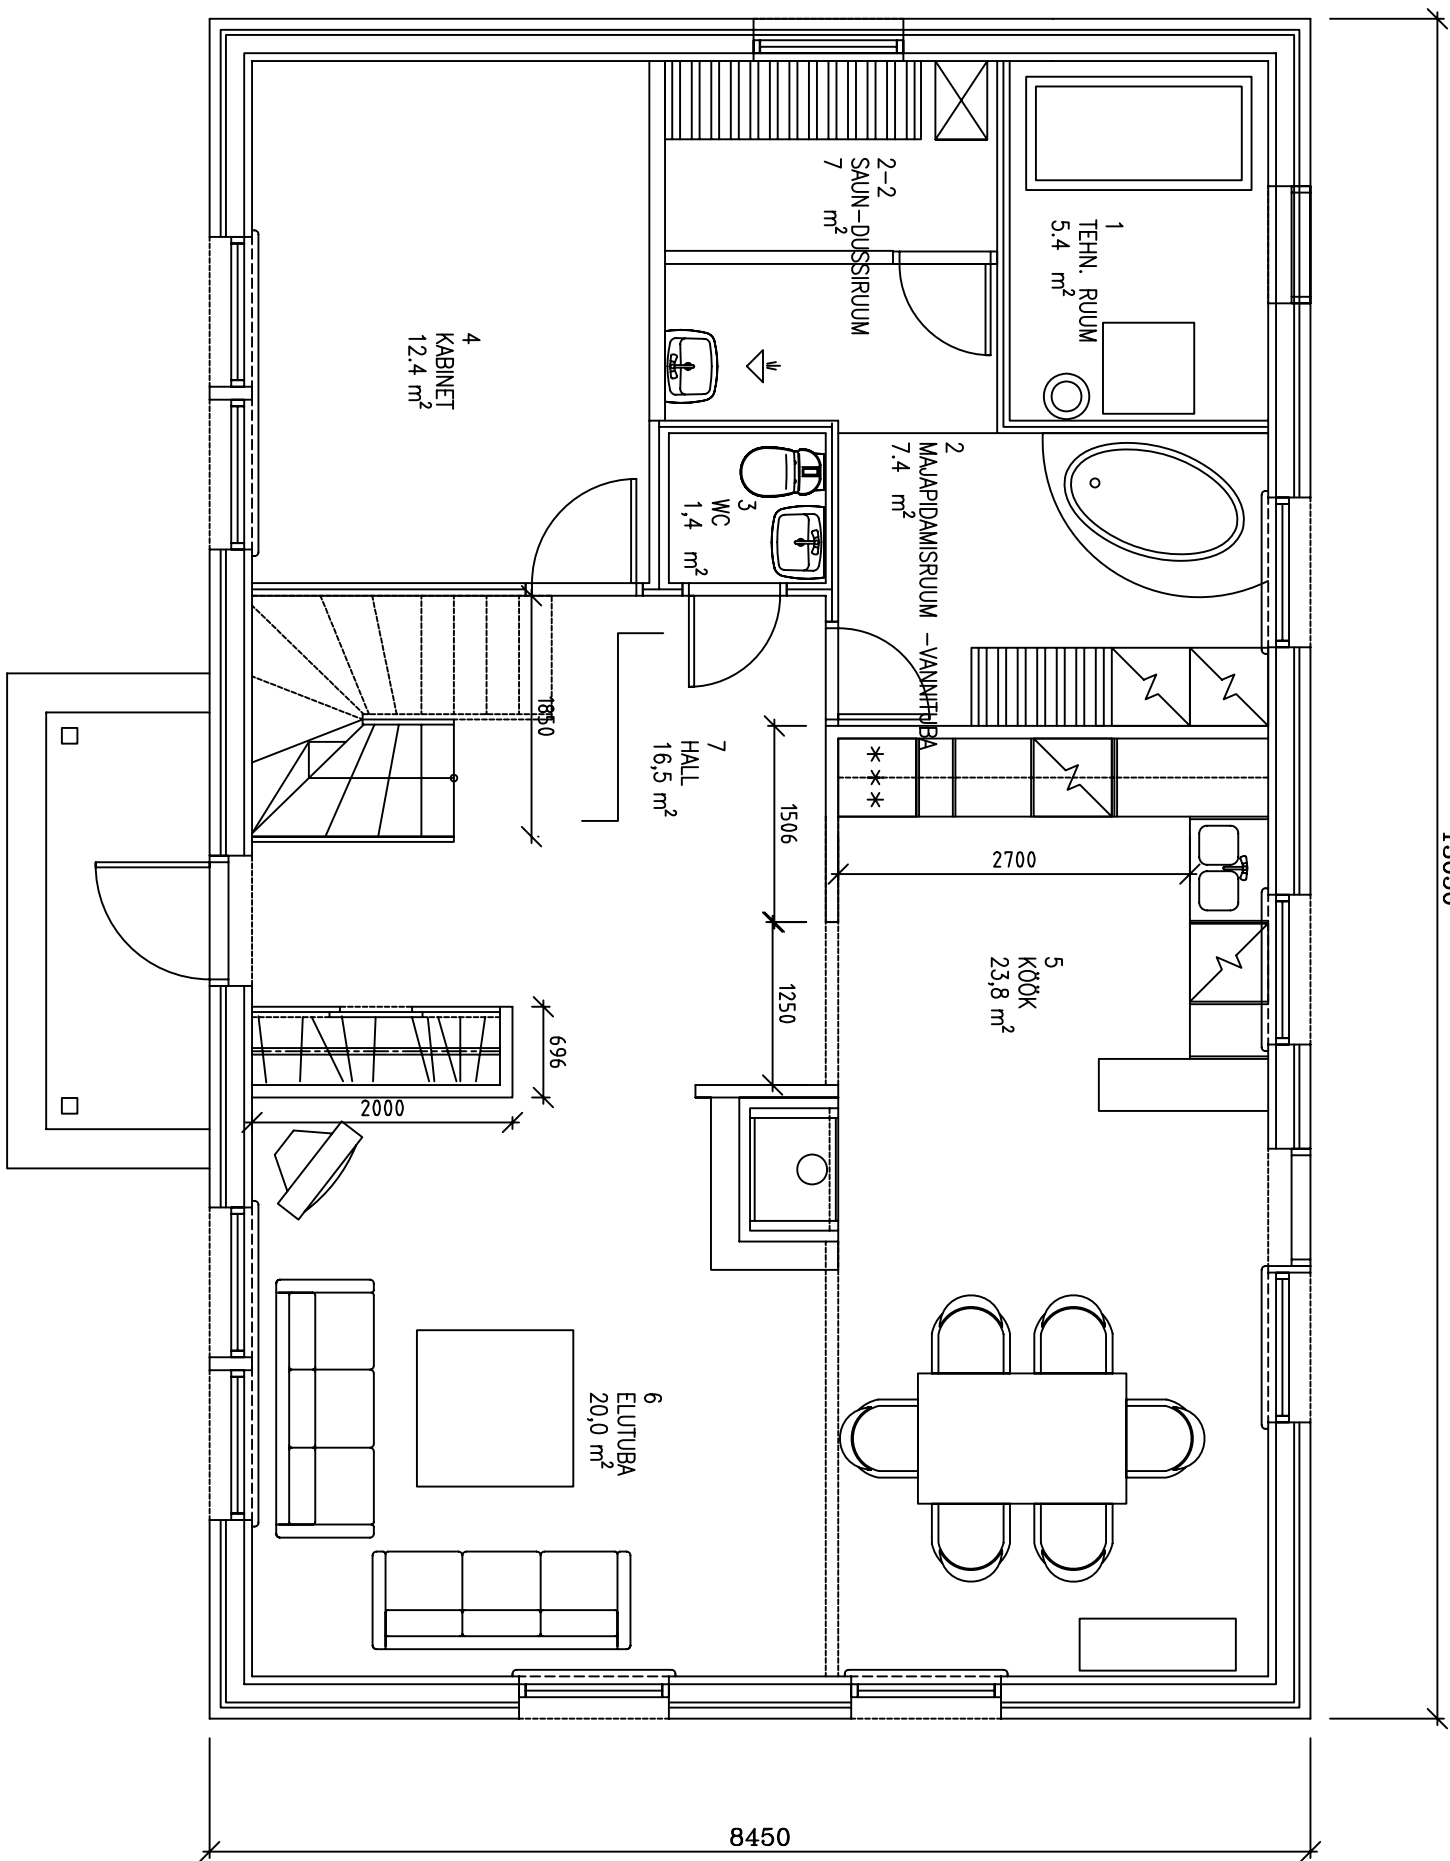 1
TEHN. RUUM
5.4 m²
2-2
SAUN-DUSSIRUUM
7 m²
2
MAJAPIDAMISRUUM -VANNITUBA
7.4 m²
3
WC
1,4 m²
4
KABINET
12.4 m²
5
KÖÖK
23,8 m²
6
ELUTUBA
20,0 m²
7
HALL
16,5 m²
1850
1506
1250
2700
696
2000
8450